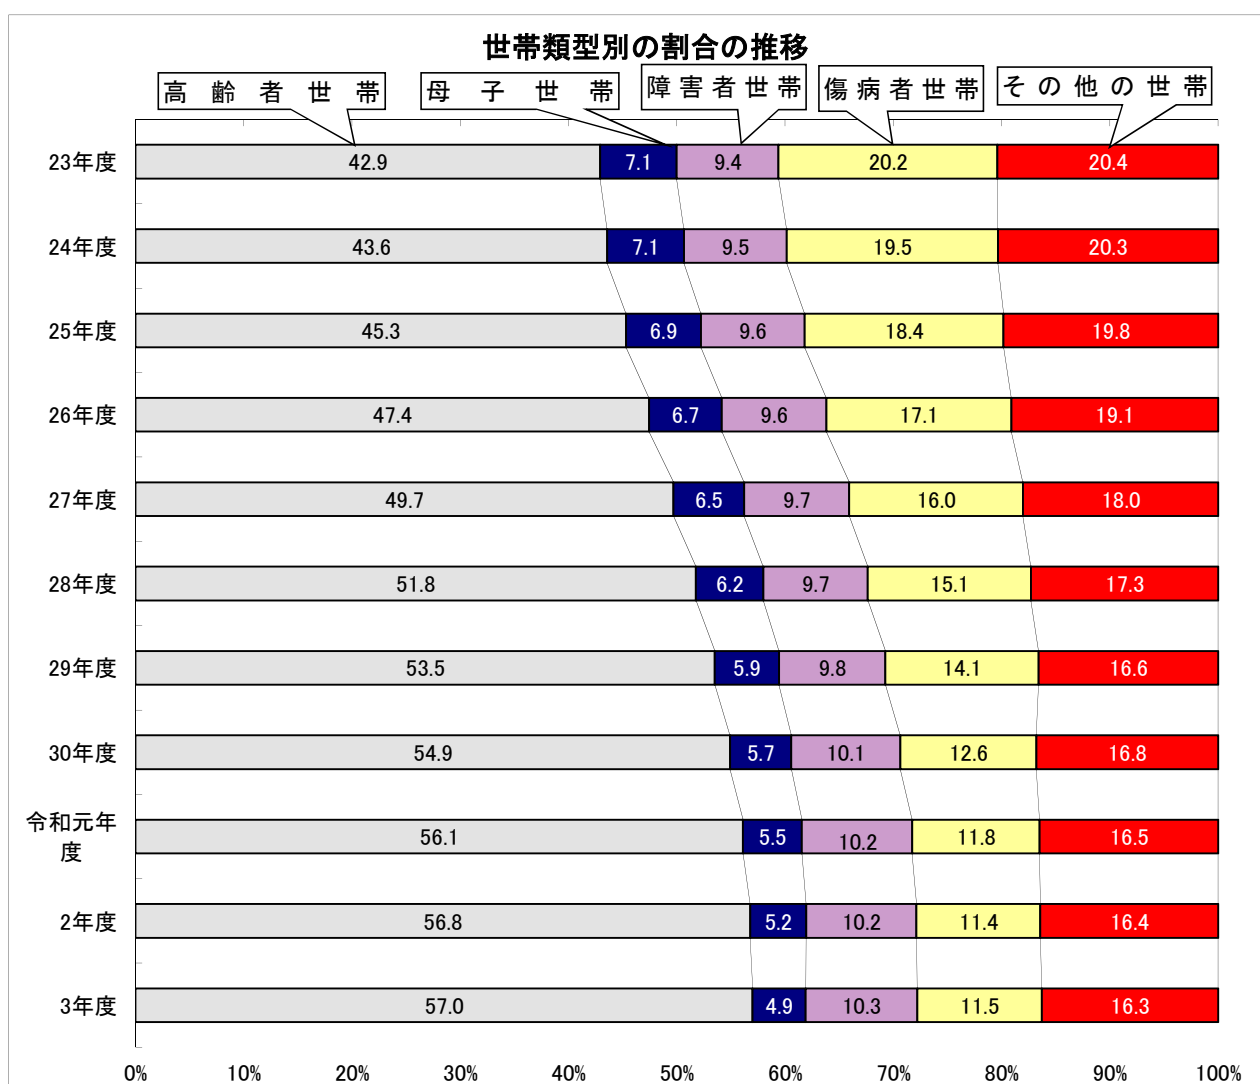 世帯類型別の割合の推移
高齢者世帯 母子世帯 障害者世帯 傷病者世帯 その他の世帯
23年度 42.9 7.1 9.4 20.2 20.4
24年度 43.6 7.1 9.5 19.5 20.3
25年度 45.3 6.9 9.6 18.4 19.8
26年度 47.4 6.7 9.6 17.1 19.1
27年度 49.7 6.5 9.7 16.0 18.0
28年度 51.8 6.2 9.7 15.1 17.3
29年度 53.5 5.9 9.8 14.1 16.6
30年度 54.9 5.7 10.1 12.6 16.8
令和元年
度 56.1 5.5 10.2 11.8 16.5
2年度 56.8 5.2 10.2 11.4 16.4
3年度 57.0 4.9 10.3 11.5 16.3
0% 10% 20% 30% 40% 50% 60% 70% 80% 90% 100%